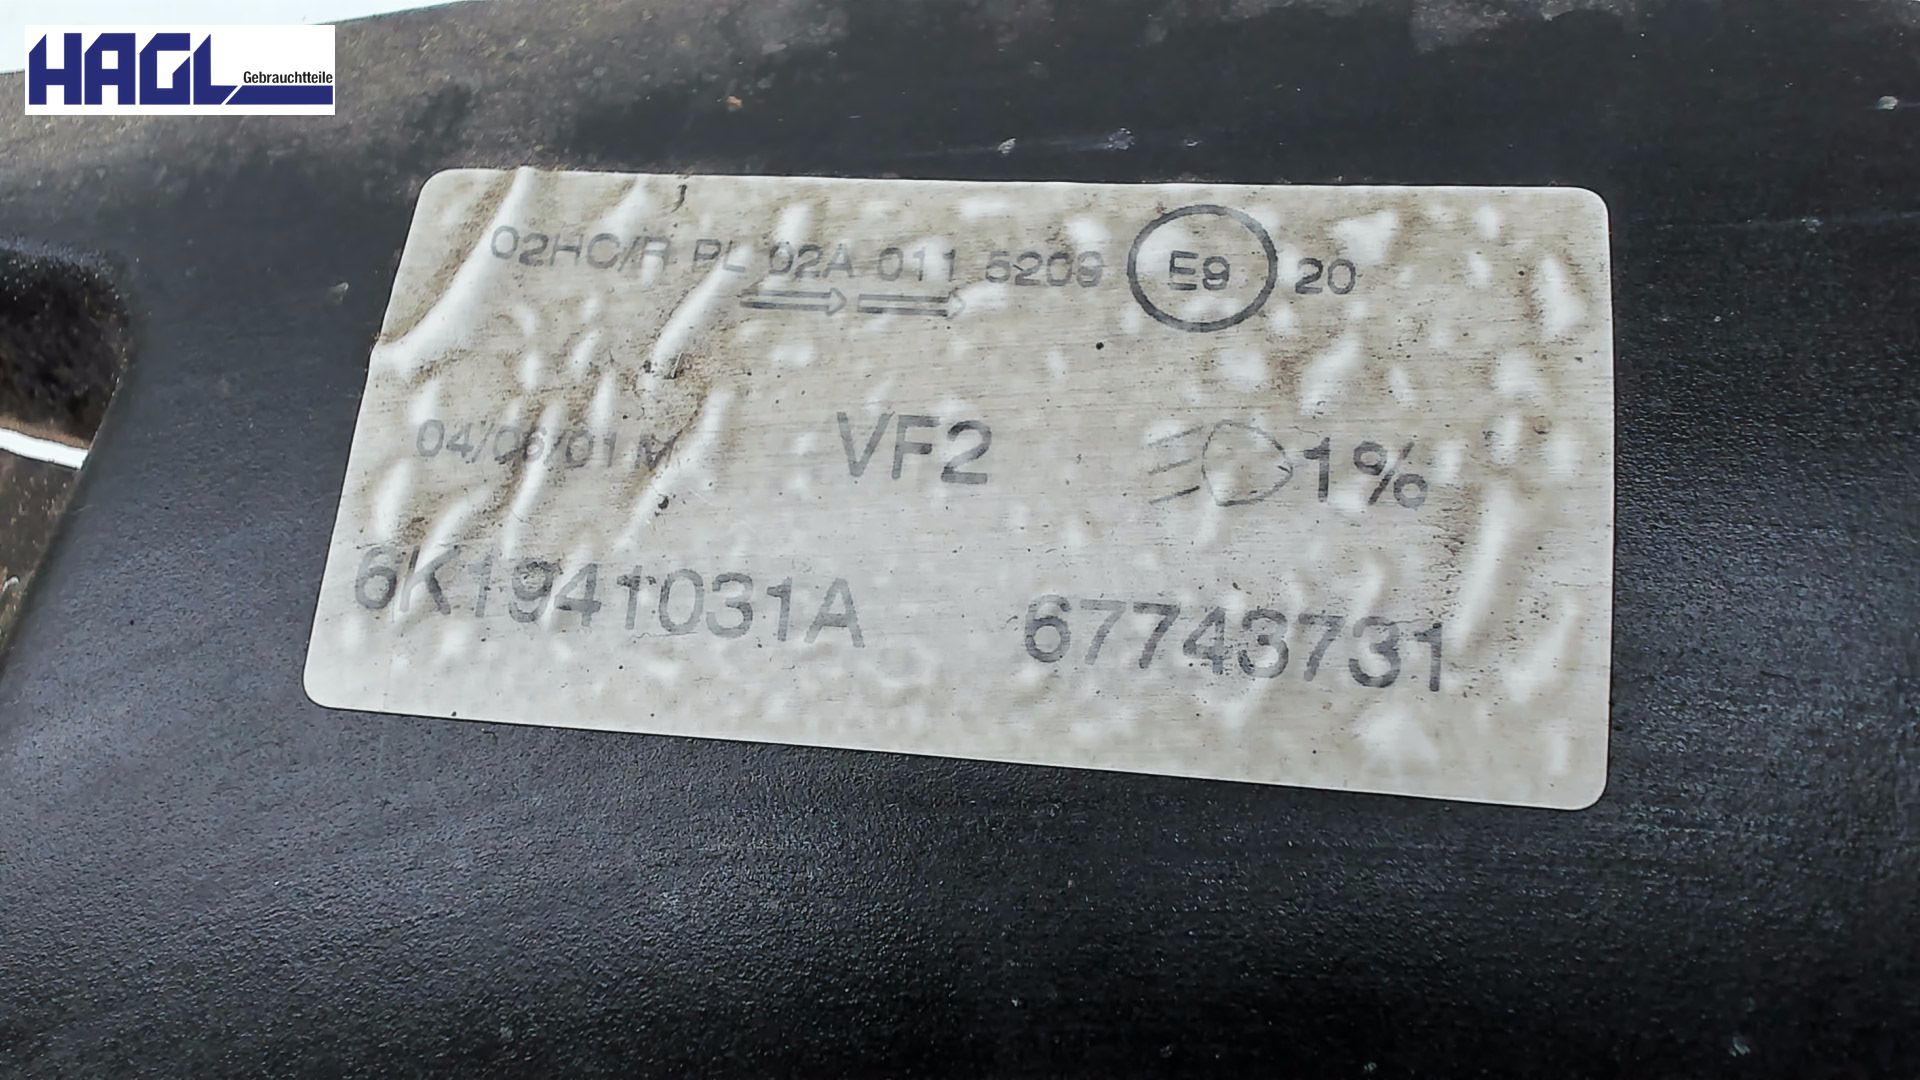 HAGL Gebrauchtteile
02HC/R PL 02A 011 5209 E9 20
04/06/01 M VF2 1%
6K1941031A 67743731